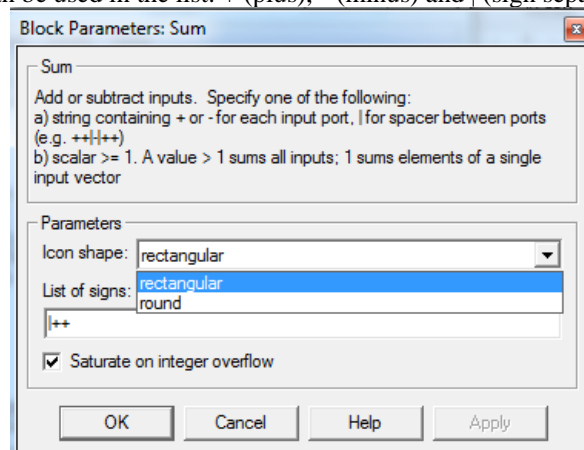 Block Parameters: Sum
Sum
Add or subtract inputs. Specify one of the following:
a) string containing + or - for each input port, | for spacer between ports
(e.g. ++|-|++)
b) scalar >= 1. A value > 1 sums all inputs; 1 sums elements of a single
input vector
Parameters
Icon shape: rectangular
rectangular
List of signs:
round
|++
Saturate on integer overflow
OK Cancel Help Apply